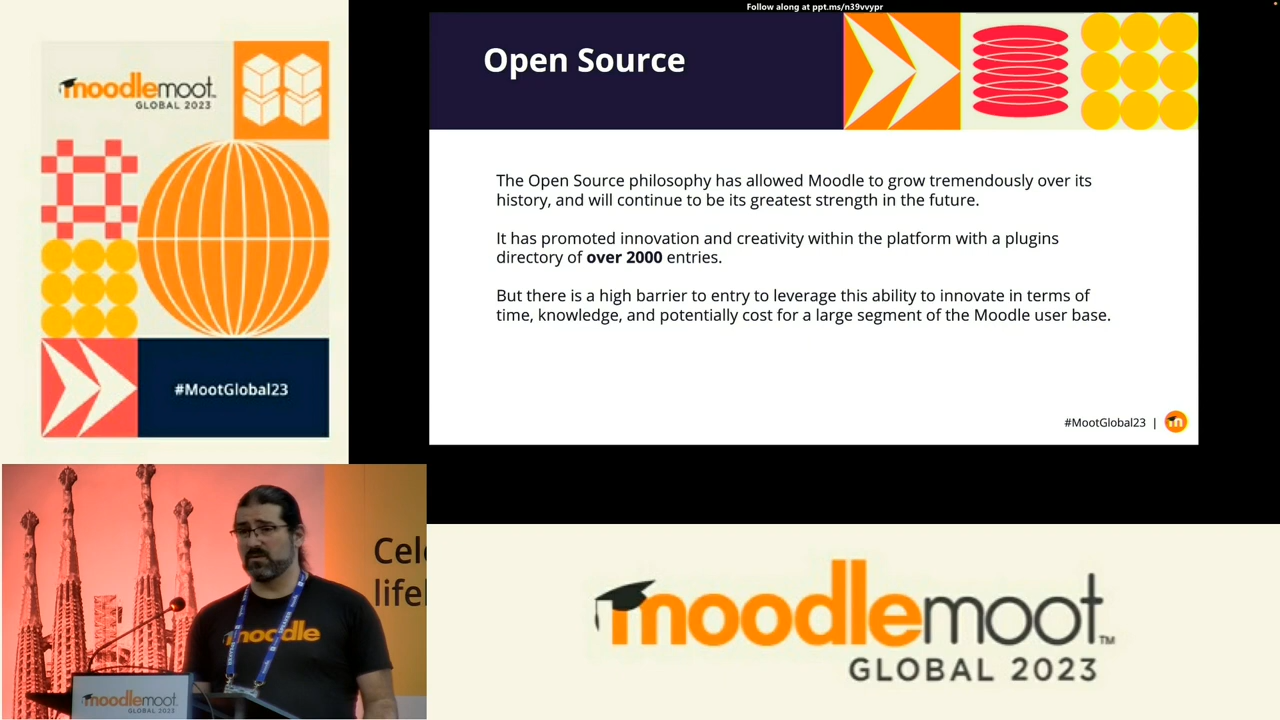 Follow along at ppt.ms/n39vvypr
moodlemoot™
GLOBAL 2023
#MootGlobal23
Open Source
The Open Source philosophy has allowed Moodle to grow tremendously over its
history, and will continue to be its greatest strength in the future.
It has promoted innovation and creativity within the platform with a plugins
directory of over 2000 entries.
But there is a high barrier to entry to leverage this ability to innovate in terms of
time, knowledge, and potentially cost for a large segment of the Moodle user base.
#MootGlobal23 |
Cele
lifel
moodle
moodlemoot
GLOBAL 2023
moodlemoot™
GLOBAL 2023